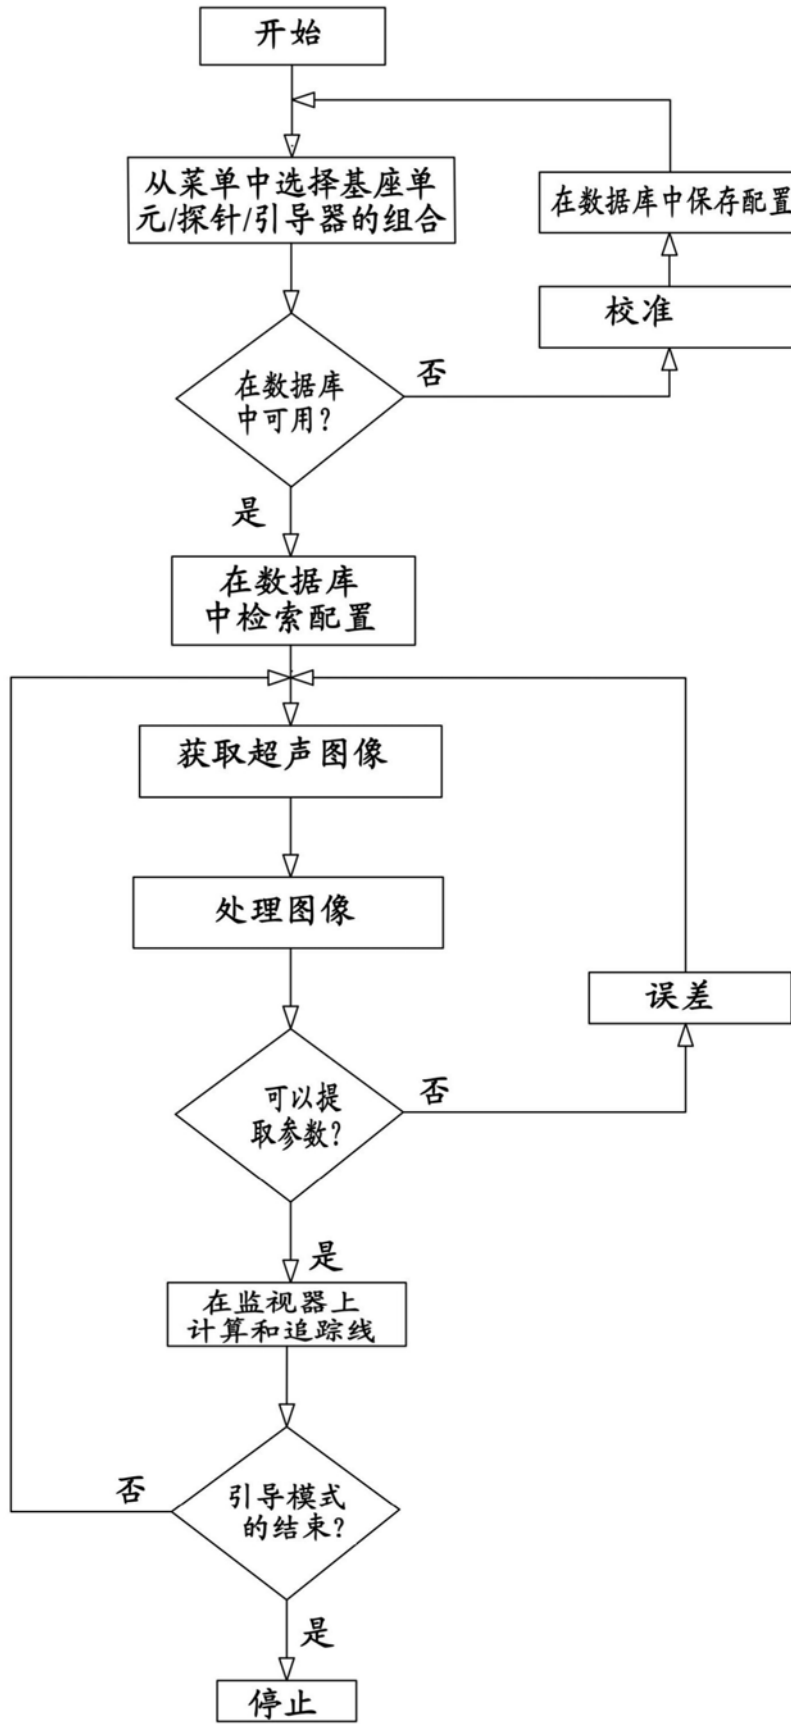 开始
从菜单中选择基座单
元/探针/引导器的组合
在数据库中保存配置
校准
在数据库
中可用?
否
是
在数据库
中检索配置
获取超声图像
处理图像
误差
可以提
取参数?
否
是
在监视器上
计算和追踪线
引导模式
的结束?
否
是
停止